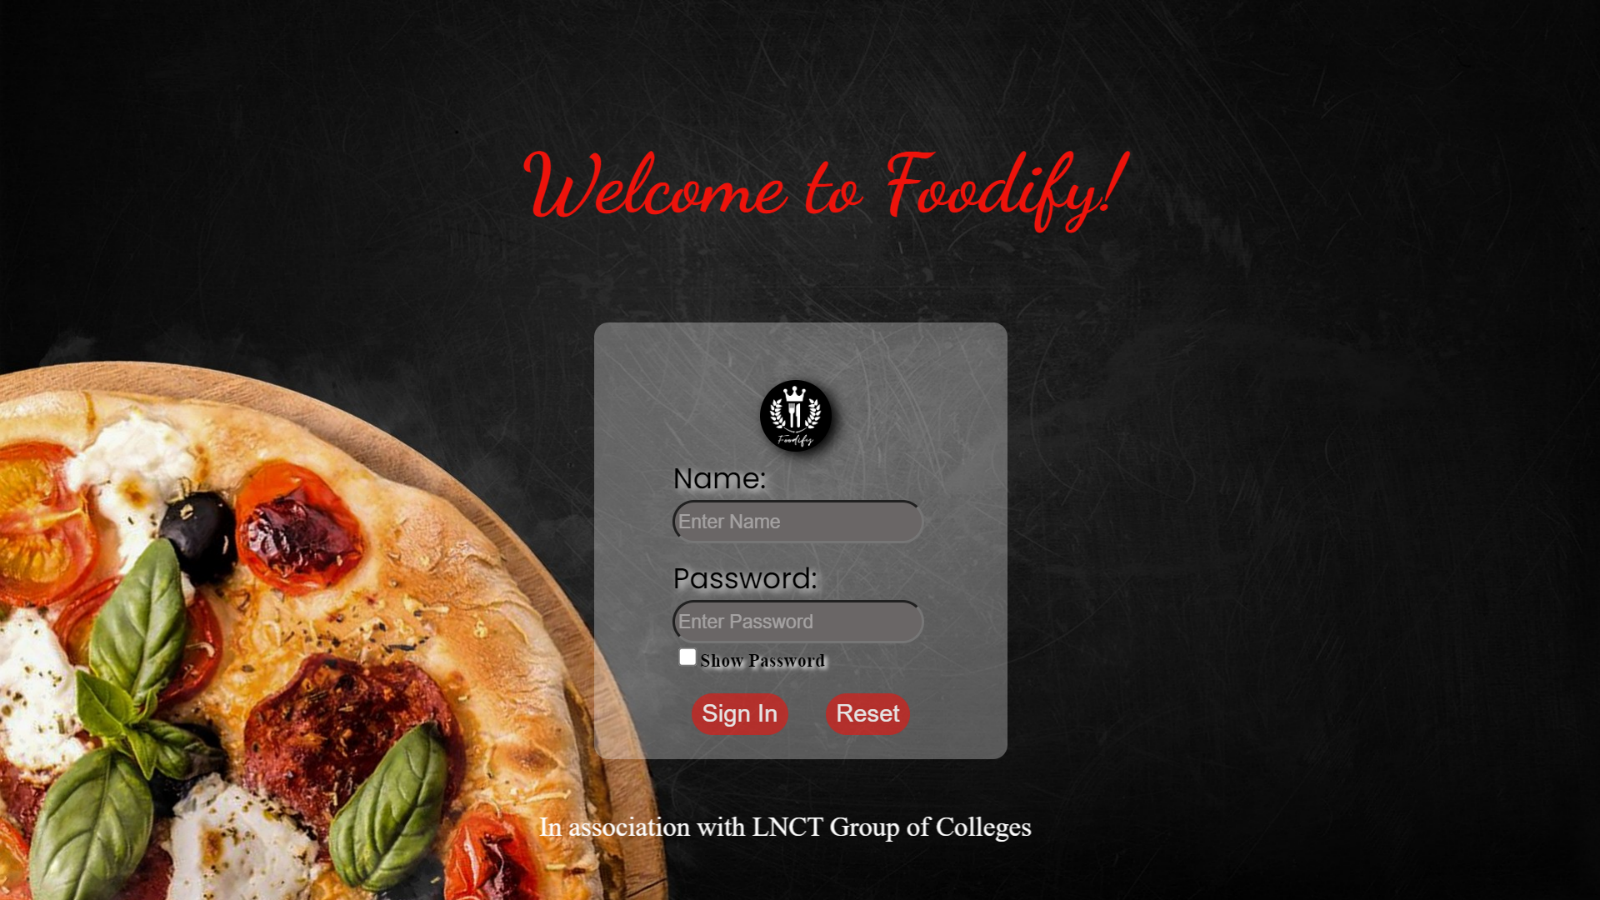 Welcome to Foodify!
Foodify
Name:
Enter Name
Password:
Enter Password
Show Password
Sign In Reset
In association with LNCT Group of Colleges